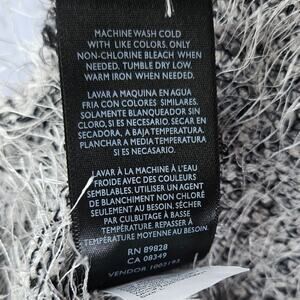 MACHINE WASH COLD
WITH LIKE COLORS. ONLY
NON-CHLORINE BLEACH WHEN
NEEDED. TUMBLE DRY LOW.
WARM IRON WHEN NEEDED.
LAVAR A MAQUINA EN AGUA
FRIA CON COLORES SIMILARES.
SOLAMENTE BLANQUEADOR SIN
CLORO, SI ES NECESARIO. SECAR EN
SECADORA, A BAJA TEMPERATURA.
PLANCHAR A MEDIA TEMPERATURA
SI ES NECASARIO.
LAVAR À LA MACHINE À L'EAU
FROIDE AVEC DES COULEURS
SEMBLABLES. UTILISER UN AGENT
DE BLANCHIMENT NON CHLORÉ
SEULEMENT AU BESOIN. SÉCHER
PAR CULBUTAGE À BASSE
TEMPÉRATURE. REPASSER À
TEMPÉRATURE MOYENNE AU BESOIN.
RN 89828
CA 08349
VENDOR 1002195